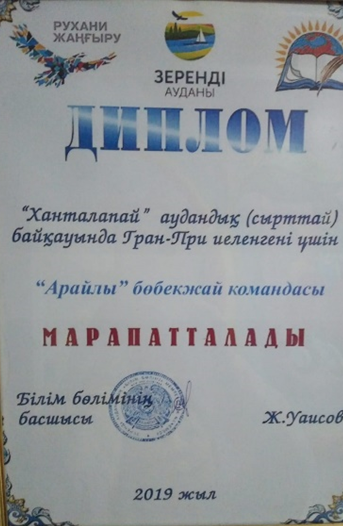 РУХАНИ
ЖАҢҒЫРУ
ЗЕРЕНДІ
АУДАНЫ
ДИПЛОМ
“Ханталапай” аудандық (сырттай)
байқауында Гран-При иеленгені үшін
“Арайлы” бөбекжай командасы
МАРАПАТТАЛАДЫ
Білім бөлімінің
басшысы
Ж.Уаисов
2019 жыл